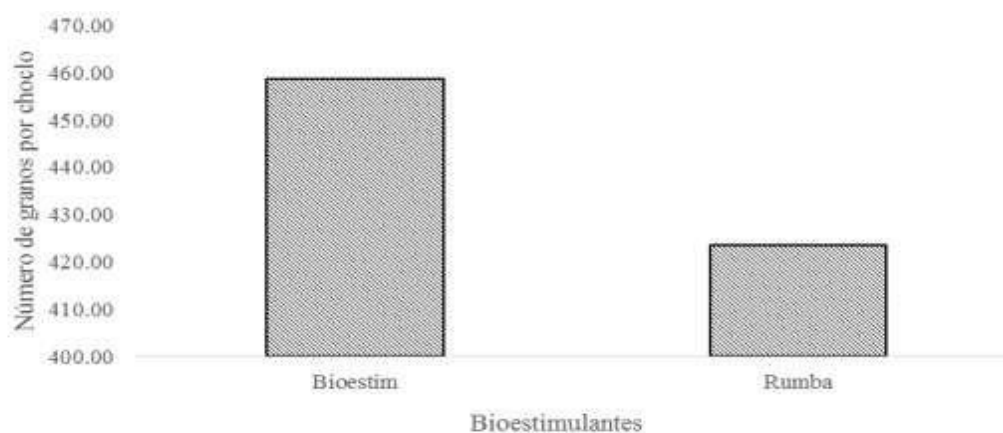 Número de granos por choclo
470.00
460.00
450.00
440.00
430.00
420.00
410.00
400.00
Bioestim
Rumba
Bioestimulantes